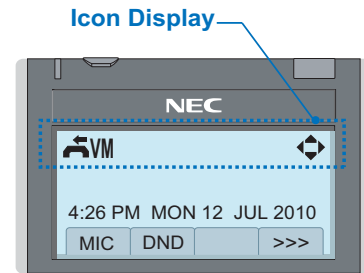 Icon Display
NEC
VM
4:26 PM MON 12 JUL 2010
MIC DND >>>